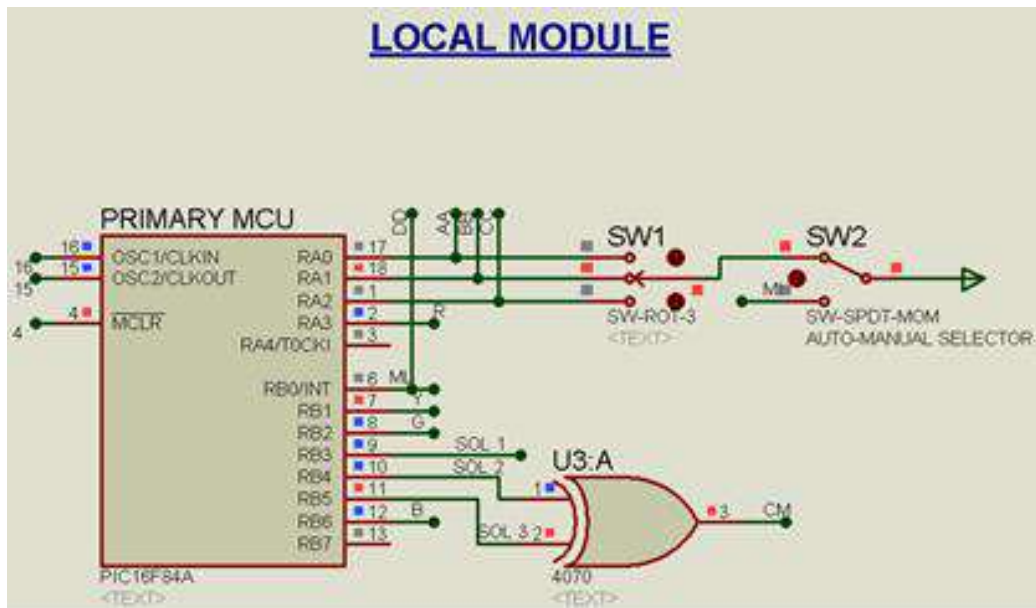 LOCAL MODULE
PRIMARY MCU
16 OSC1/CLKIN RA0 17
16
15 OSC2/CLKOUT RA1 18
15
4 MCLR RA2 1
4
RA3 2 R
RA4/T0CKI 3
RB0/INT 6
RB1 7 Y
RB2 8 G
RB3 9 SOL 1
RB4 10 SOL 2
RB5 11 SOL 3
RB6 12 B
RB7 13
PIC16F84A
<TEXT>
DD AA CC
SW1
SW-ROT-3
<TEXT>
SW2
SW-SPDT-MOM
AUTO-MANUAL SELECTOR
U3:A
1
2
3 CM
4070
<TEXT>